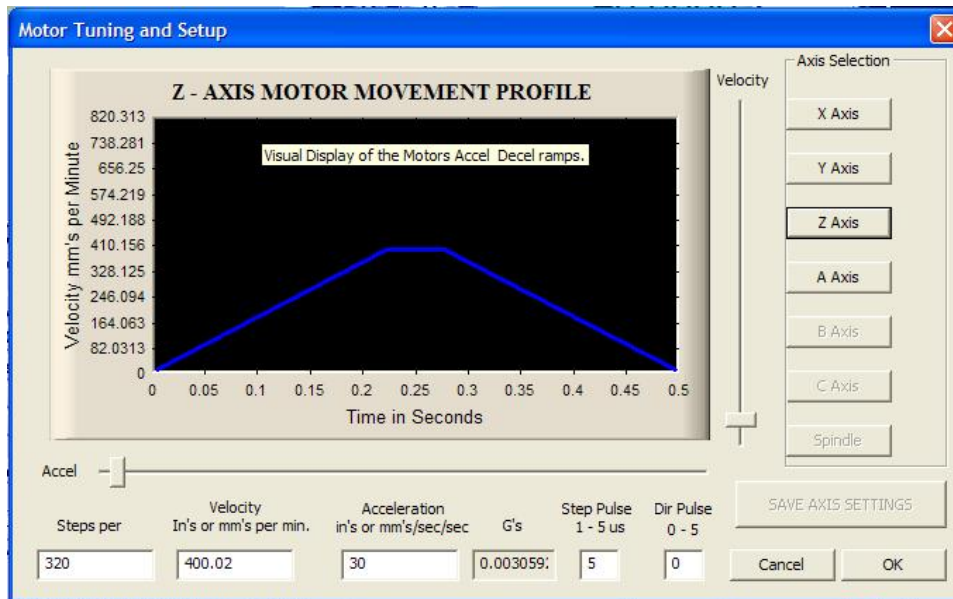 Motor Tuning and Setup
Z - AXIS MOTOR MOVEMENT PROFILE
Visual Display of the Motors Accel Decel ramps.
Velocity mm's per Minute
820.313
738.281
656.25
574.219
492.188
410.156
328.125
246.094
164.063
82.0313
0
0 0.05 0.1 0.15 0.2 0.25 0.3 0.35 0.4 0.45 0.5
Time in Seconds
Velocity
Axis Selection
X Axis
Y Axis
Z Axis
A Axis
B Axis
C Axis
Spindle
Accel
Steps per
320
Velocity
In's or mm's per min.
400.02
Acceleration
in's or mm's/sec/sec
30
G's
0.0030592
Step Pulse
1 - 5 us
5
Dir Pulse
0 - 5
0
SAVE AXIS SETTINGS
Cancel
OK